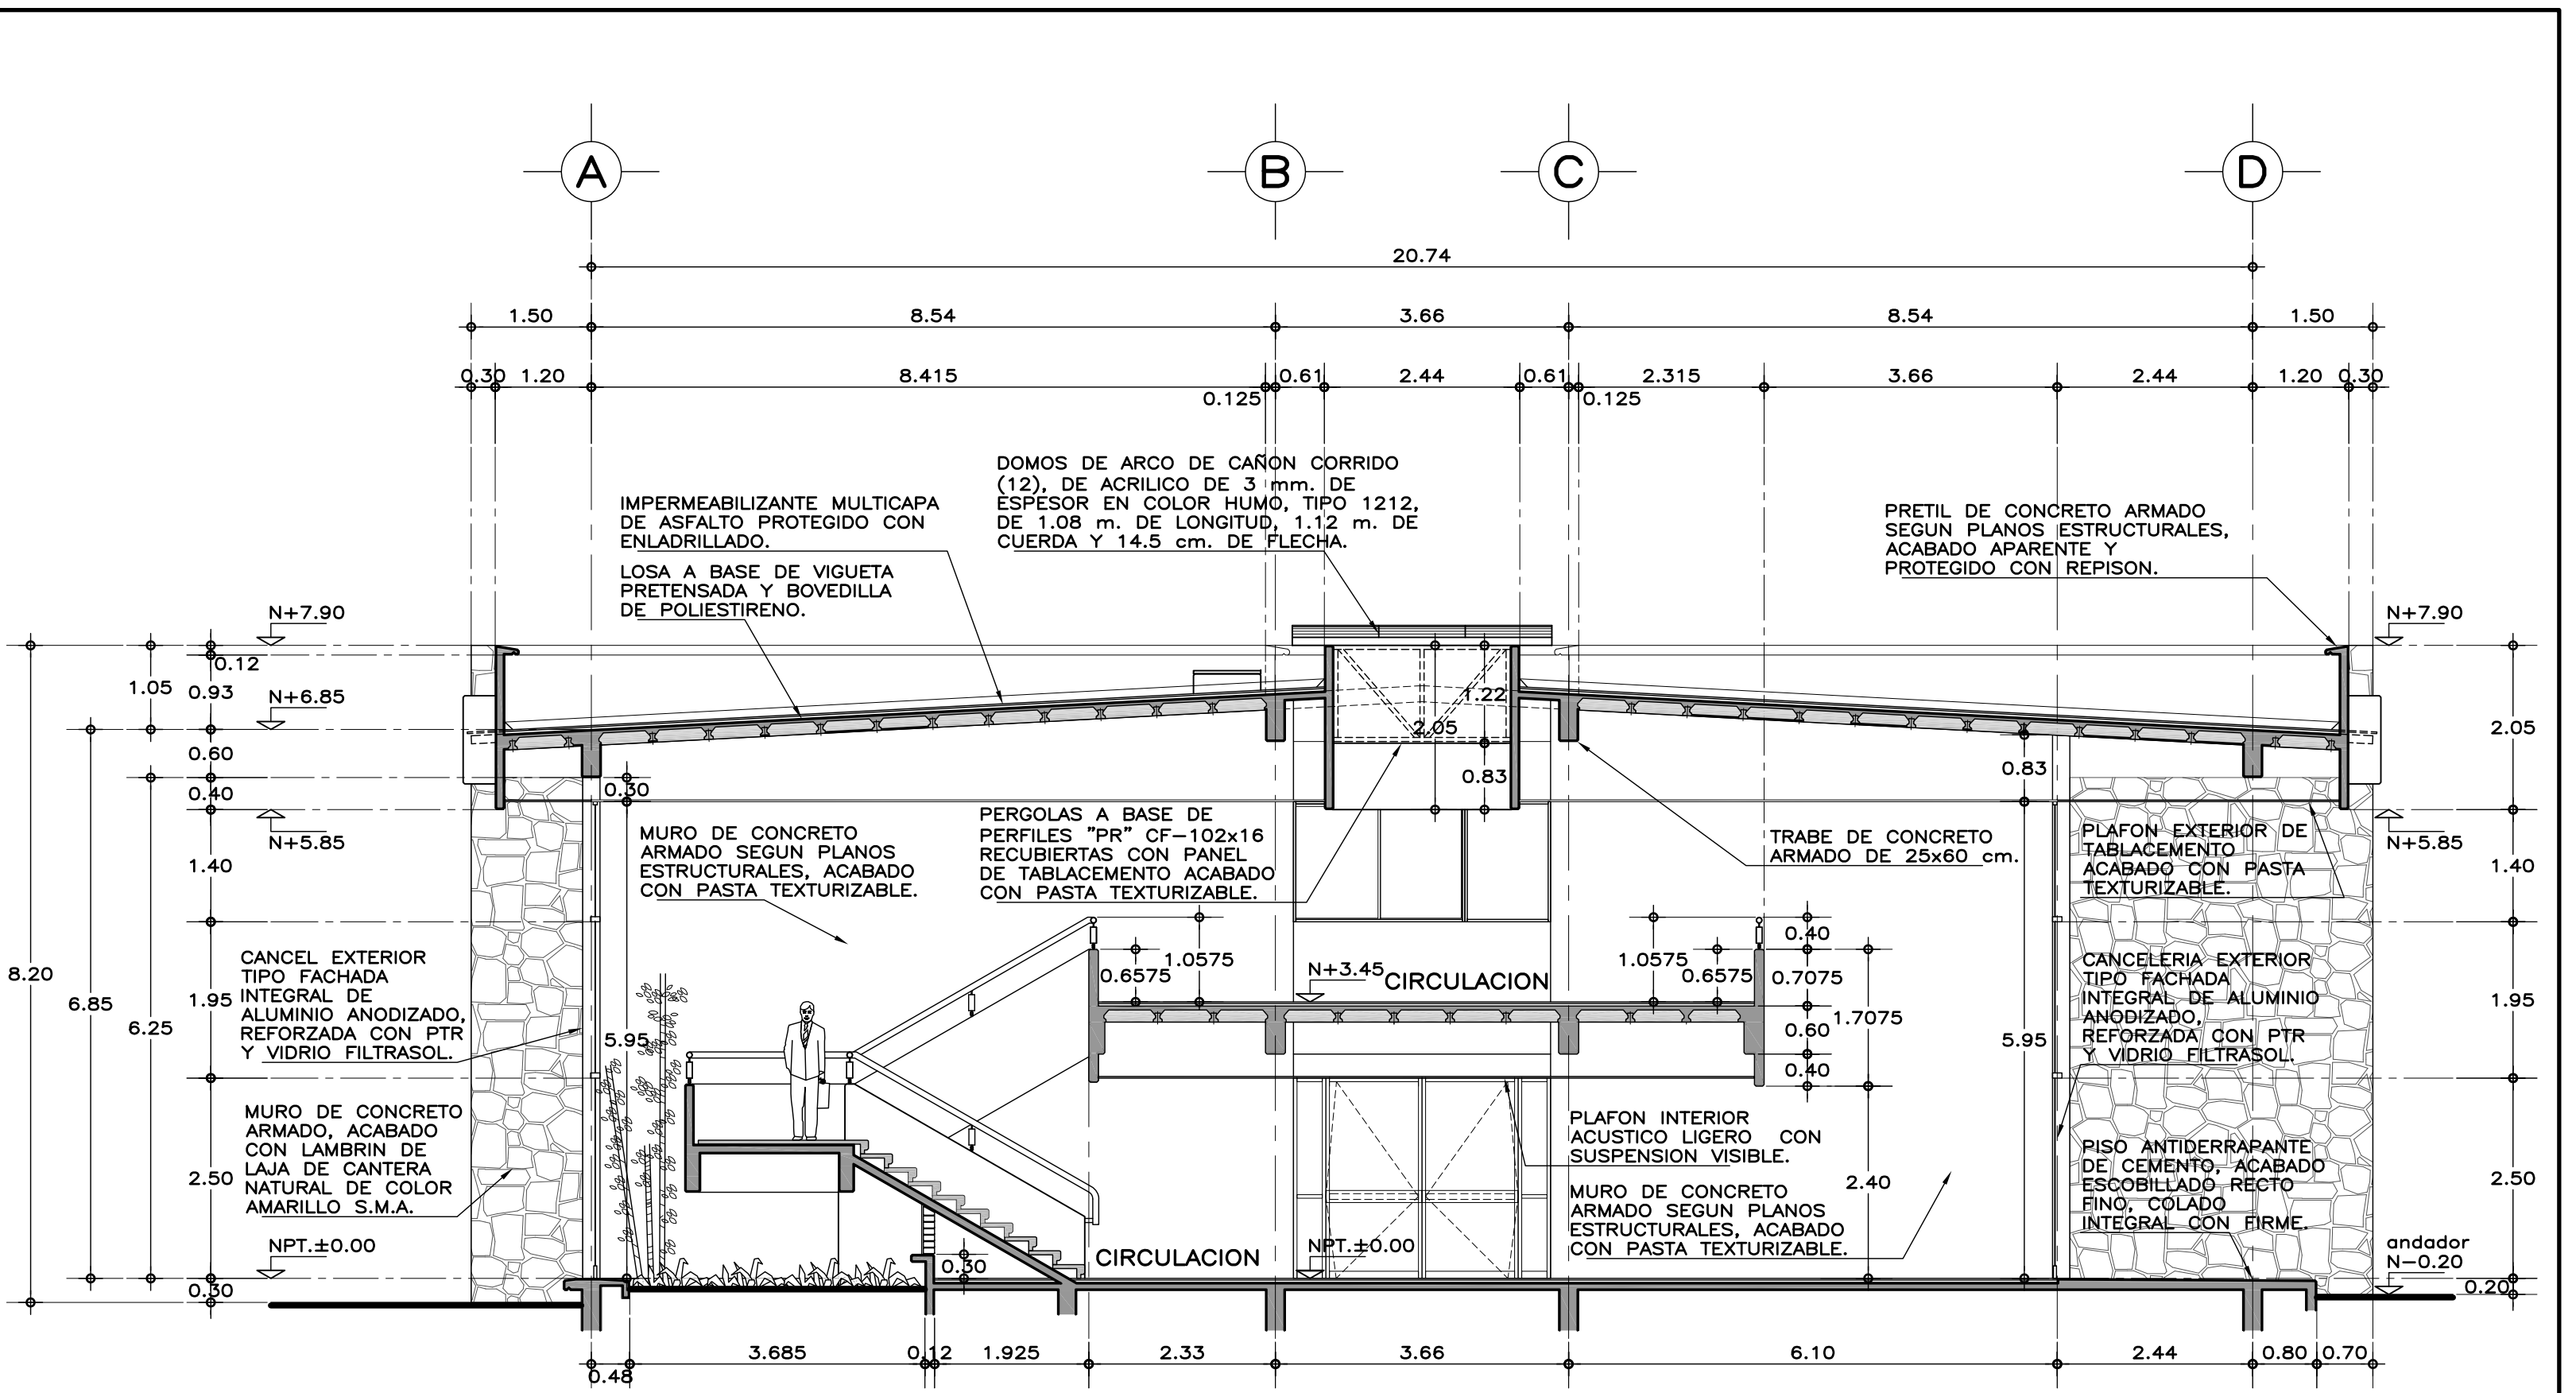 A
B
C
D
20.74
1.50
8.54
3.66
8.54
1.50
0.30
1.20
8.415
0.125
0.61
2.44
0.61
0.125
2.315
3.66
2.44
1.20
0.30
DOMOS DE ARCO DE CAÑON CORRIDO
(12), DE ACRILICO DE 3 mm. DE
ESPESOR EN COLOR HUMO, TIPO 1212,
DE 1.08 m. DE LONGITUD, 1.12 m. DE
CUERDA Y 14.5 cm. DE FLECHA.
IMPERMEABILIZANTE MULTICAPA
DE ASFALTO PROTEGIDO CON
ENLADRILLADO.
LOSA A BASE DE VIGUETA
PRETENSADA Y BOVEDILLA
DE POLIESTIRENO.
PRETIL DE CONCRETO ARMADO
SEGUN PLANOS ESTRUCTURALES,
ACABADO APARENTE Y
PROTEGIDO CON REPISON.
N+7.90
N+7.90
0.12
1.05
0.93
N+6.85
0.60
0.40
N+5.85
1.40
8.20
6.85
6.25
1.95
2.50
0.30
1.22
2.05
0.83
0.83
0.30
2.05
N+5.85
1.40
1.95
2.50
0.20
MURO DE CONCRETO
ARMADO SEGUN PLANOS
ESTRUCTURALES, ACABADO
CON PASTA TEXTURIZABLE.
PERGOLAS A BASE DE
PERFILES "PR" CF-102x16
RECUBIERTAS CON PANEL
DE TABLACEMENTO ACABADO
CON PASTA TEXTURIZABLE.
TRABE DE CONCRETO
ARMADO DE 25x60 cm.
PLAFON EXTERIOR DE
TABLACEMENTO
ACABADO CON PASTA
TEXTURIZABLE.
CANCEL EXTERIOR
TIPO FACHADA
INTEGRAL DE
ALUMINIO ANODIZADO,
REFORZADA CON PTR
Y VIDRIO FILTRASOL.
5.95
0.6575
1.0575
N+3.45
CIRCULACION
1.0575
0.6575
0.40
0.7075
0.60
0.40
1.7075
2.40
5.95
CANCELERIA EXTERIOR
TIPO FACHADA
INTEGRAL DE ALUMINIO
ANODIZADO,
REFORZADA CON PTR
Y VIDRIO FILTRASOL.
MURO DE CONCRETO
ARMADO, ACABADO
CON LAMBRIN DE
LAJA DE CANTERA
NATURAL DE COLOR
AMARILLO S.M.A.
NPT.±0.00
PLAFON INTERIOR
ACUSTICO LIGERO CON
SUSPENSION VISIBLE.
MURO DE CONCRETO
ARMADO SEGUN PLANOS
ESTRUCTURALES, ACABADO
CON PASTA TEXTURIZABLE.
PISO ANTIDERRAPANTE
DE CEMENTO, ACABADO
ESCOBILLADO RECTO
FINO, COLADO
INTEGRAL CON FIRME.
0.30
CIRCULACION
NPT.±0.00
andador
N-0.20
0.48
3.685
0.12
1.925
2.33
3.66
6.10
2.44
0.80
0.70